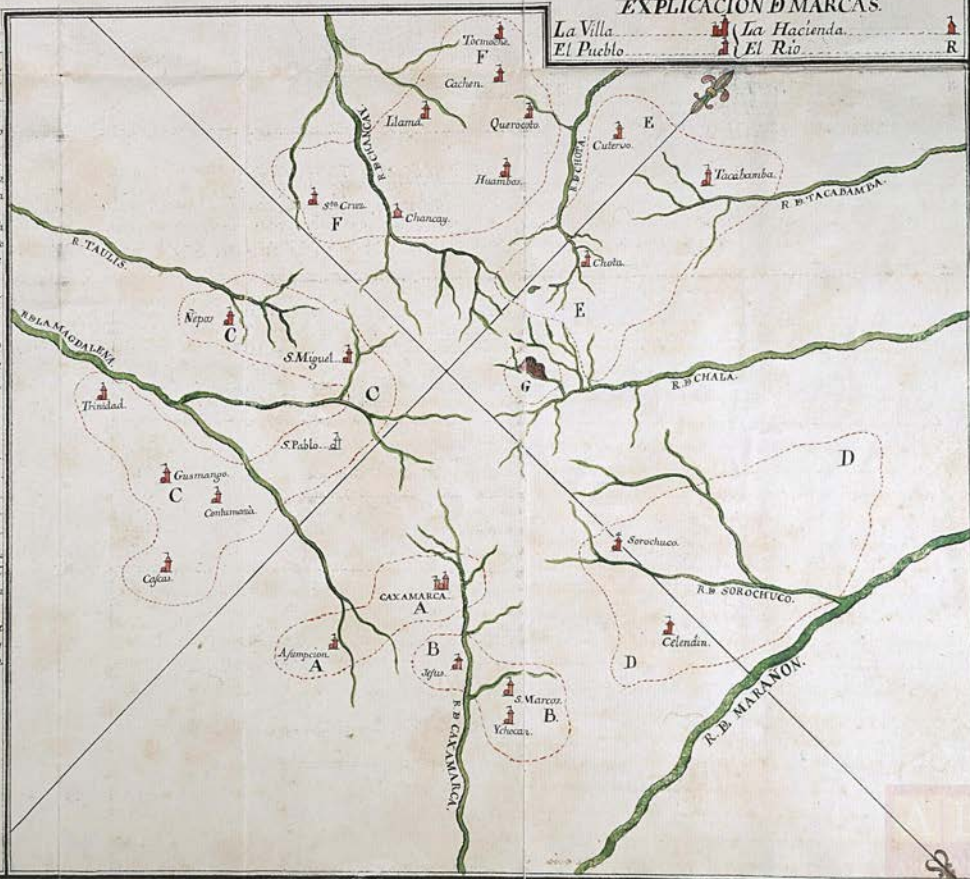 EXPLICACION D MARCAS.
La Villa
La Hacienda
El Pueblo
El Rio R
Tocmoche
F
Cachen.
Llama
Querocoto
E
Cutervo.
R. D CHANCAY.
R. D CHOTA.
Huambos
Tacabamba.
R. D TACABAMBA.
Sta. Cruz
F
Chancay.
R. TAULIS.
Chota.
Ñepos
C
E
R. D LA MAGDALENA
S. Miguel
G
R. D CHALA.
C
Trinidad.
S. Pablo
D
Gusmango.
C
Contumaza
Cascas.
Sorochuco
CAXAMARCA
A
R. D SOROCHUCO.
Celendin.
Asumpcion.
A
B
Jesus
D
S. Marcos
B.
Ychocan
R. D MARAÑON.
R. D CAXAMARCA.